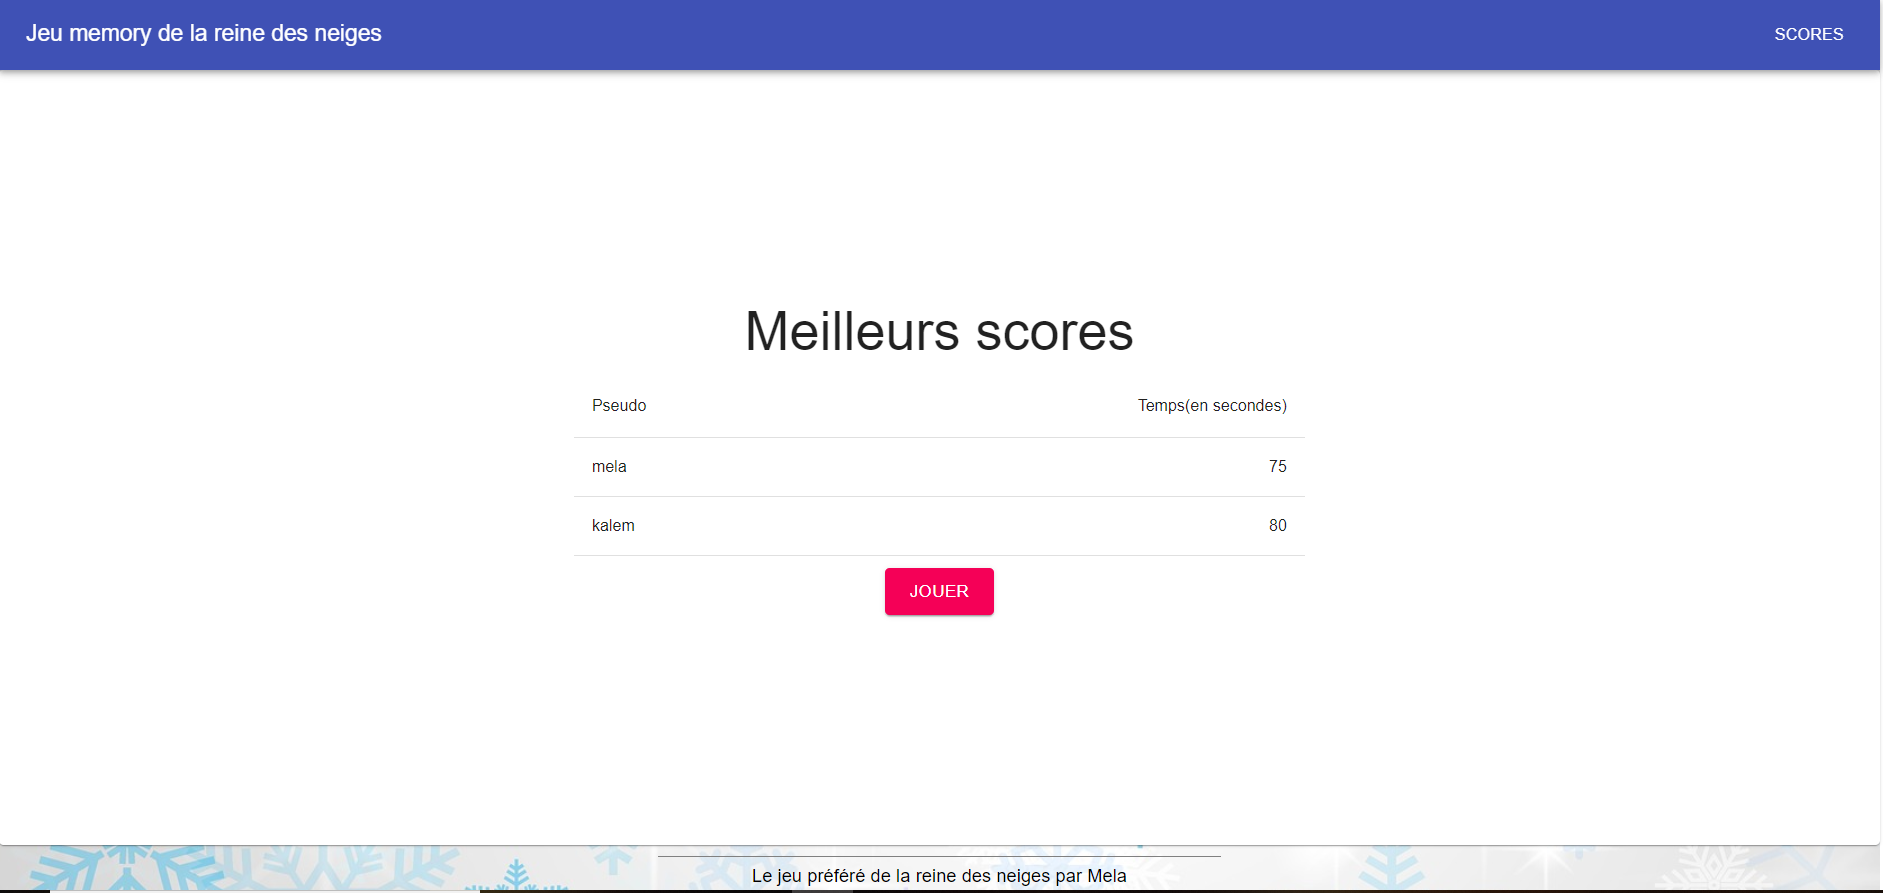 Jeu memory de la reine des neiges
SCORES
Meilleurs scores
Pseudo Temps(en secondes)
mela 75
kalem 80
JOUER
Le jeu préféré de la reine des neiges par Mela